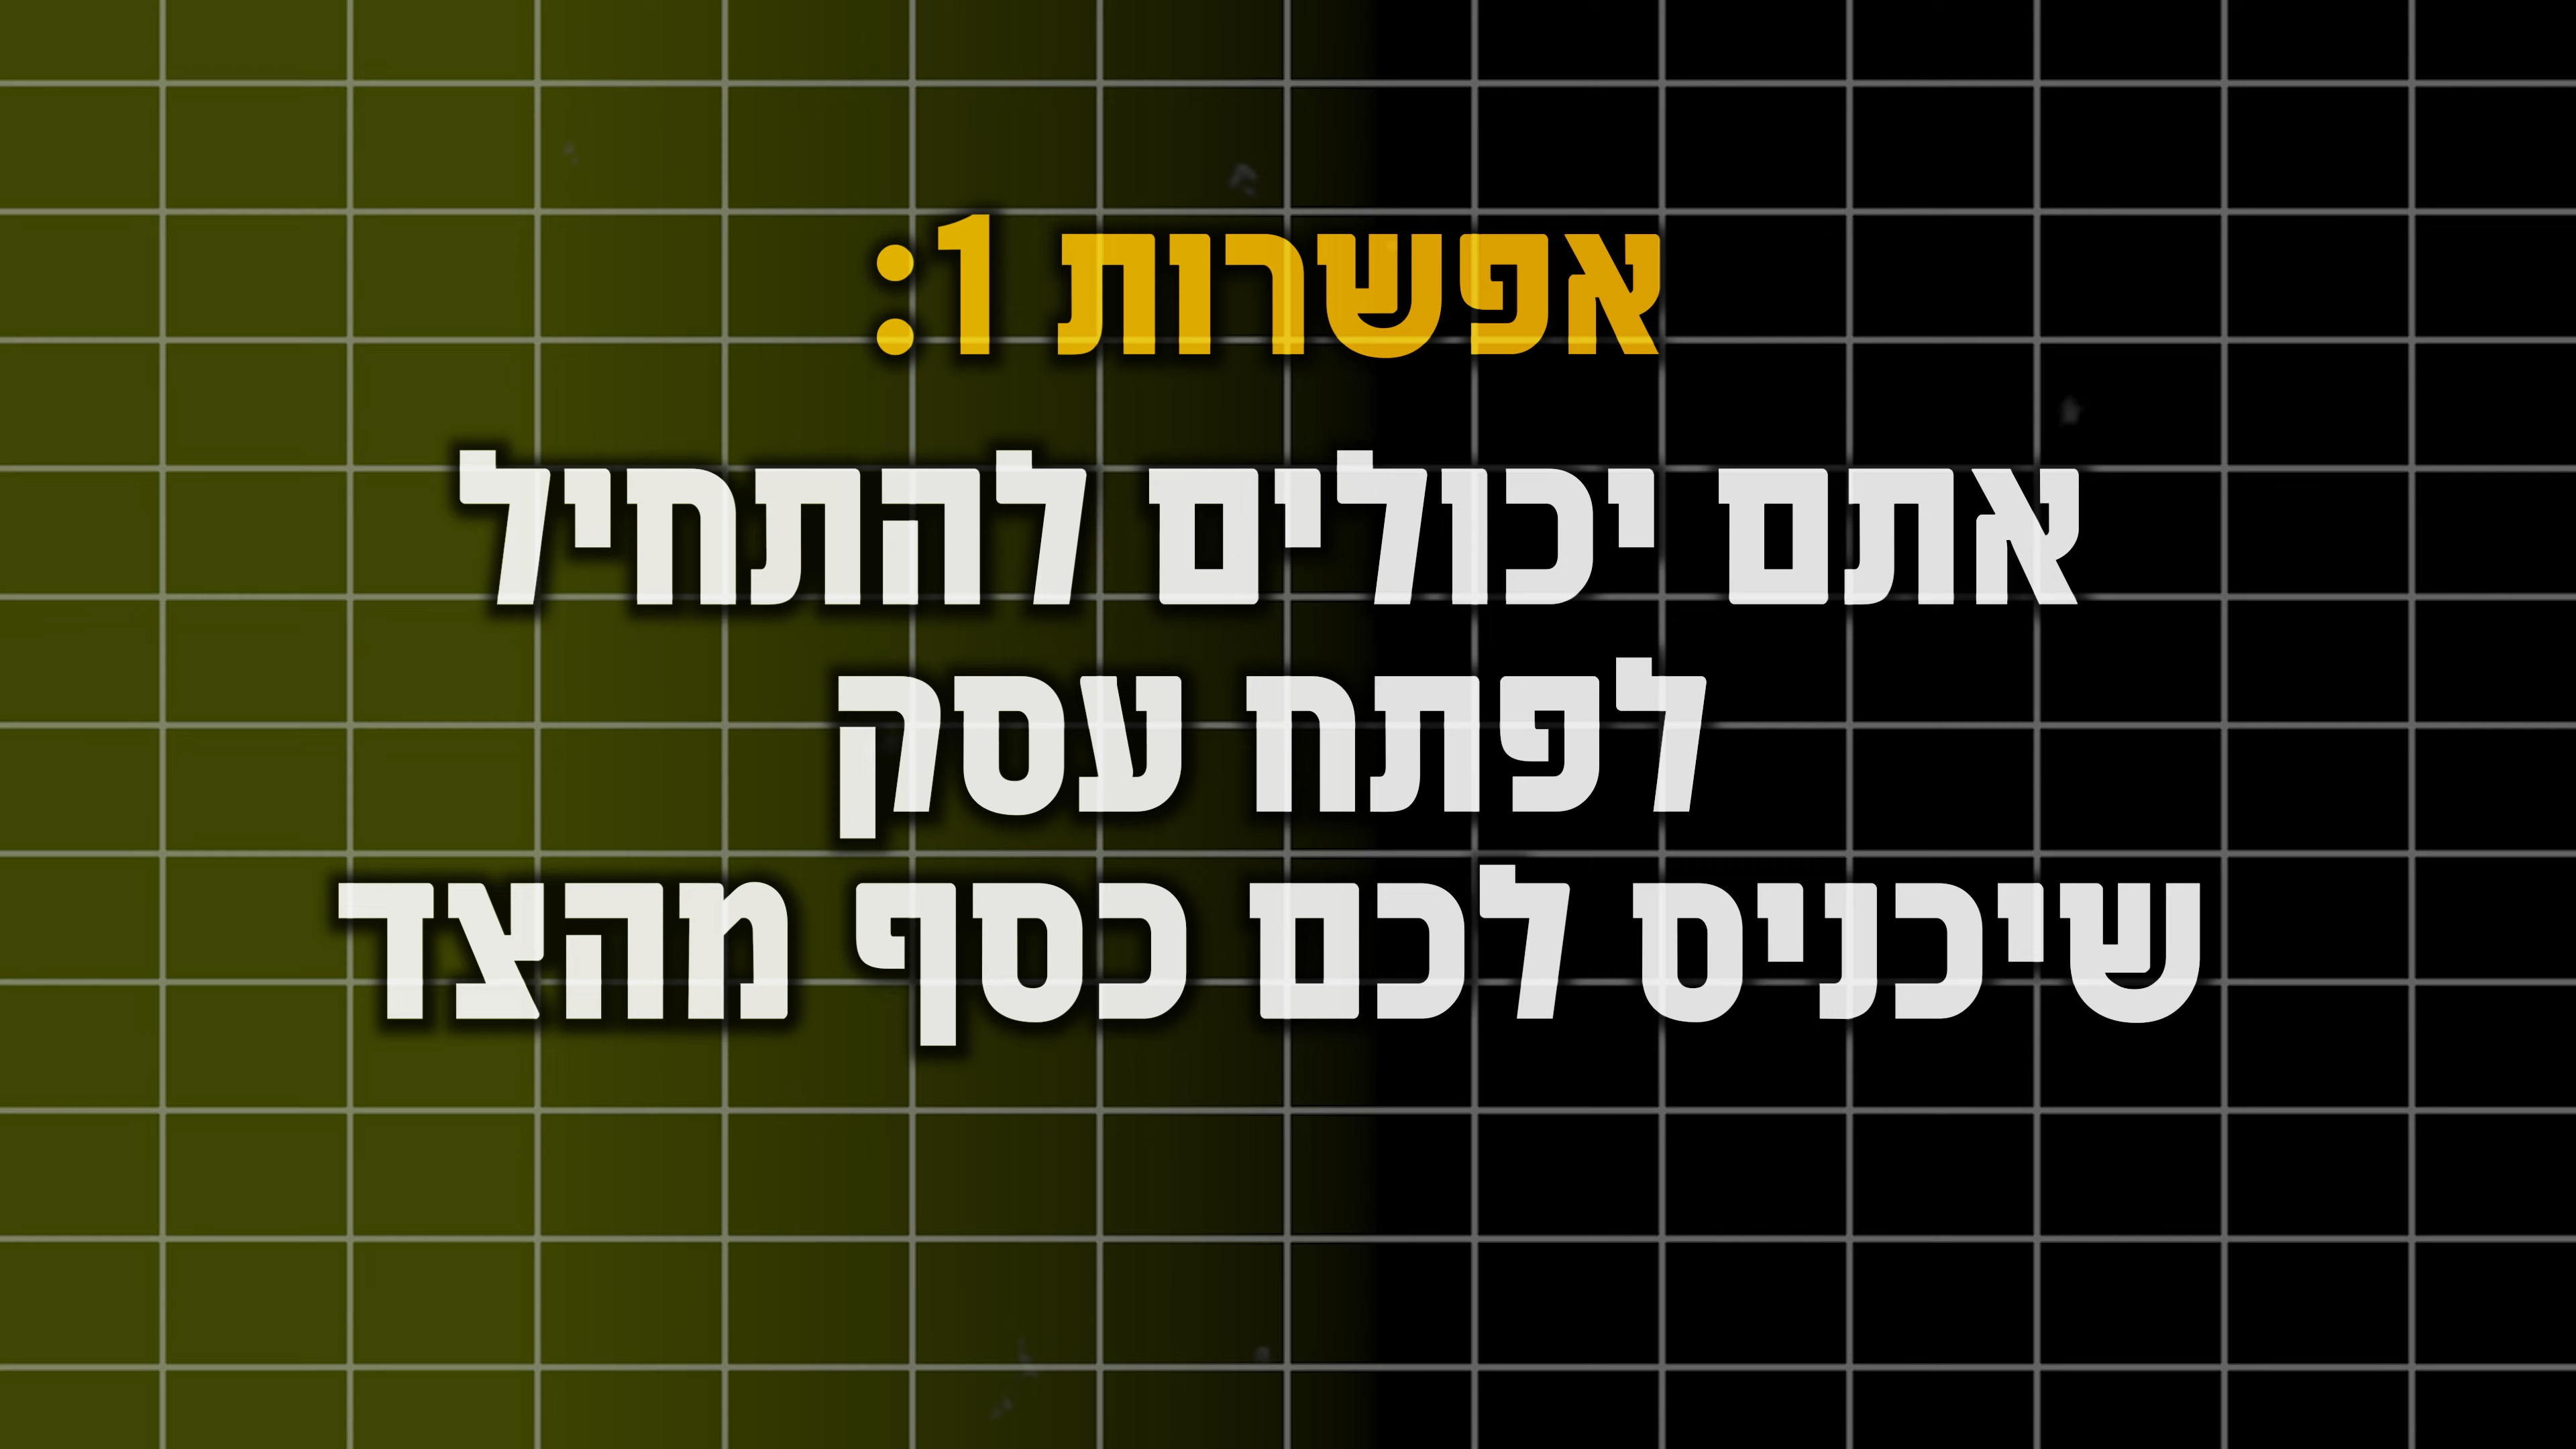 אפשרות 1:
אתם יכולים להתחיל
לפתח עסק
שיכניס לכם כסף מהצד